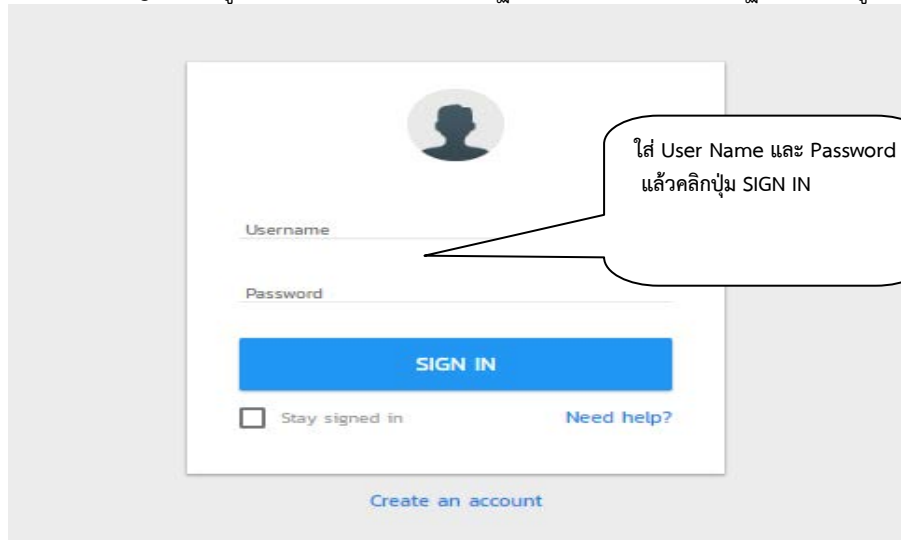 ใส่ User Name และ Password
แล้วคลิกปุ่ม SIGN IN
Username
Password
SIGN IN
Stay signed in
Need help?
Create an account